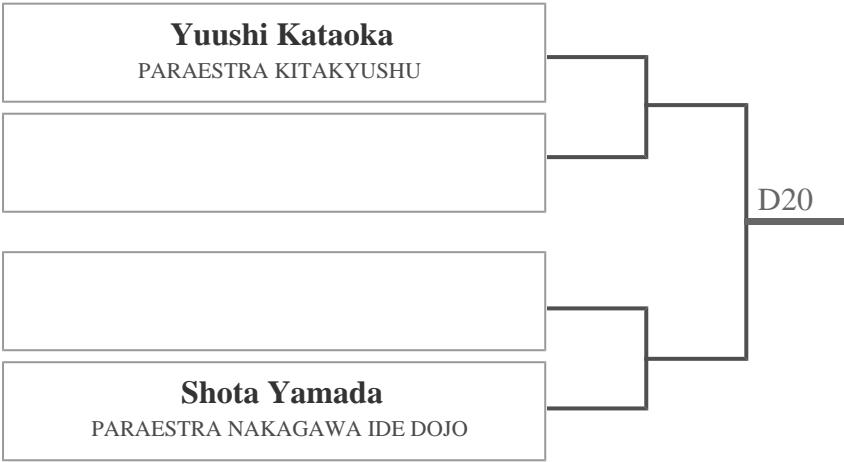 Yuushi Kataoka
PARAESTRA KITAKYUSHU
D20
Shota Yamada
PARAESTRA NAKAGAWA IDE DOJO